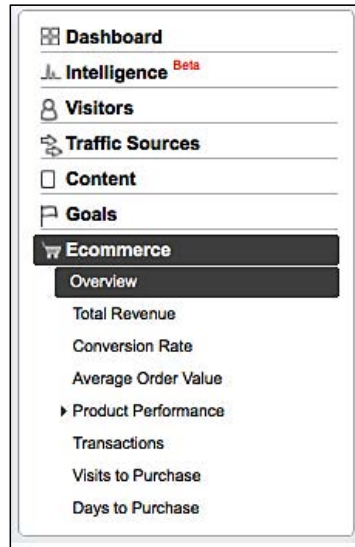 Dashboard
Intelligence Beta
Visitors
Traffic Sources
Content
Goals
Ecommerce
Overview
Total Revenue
Conversion Rate
Average Order Value
Product Performance
Transactions
Visits to Purchase
Days to Purchase